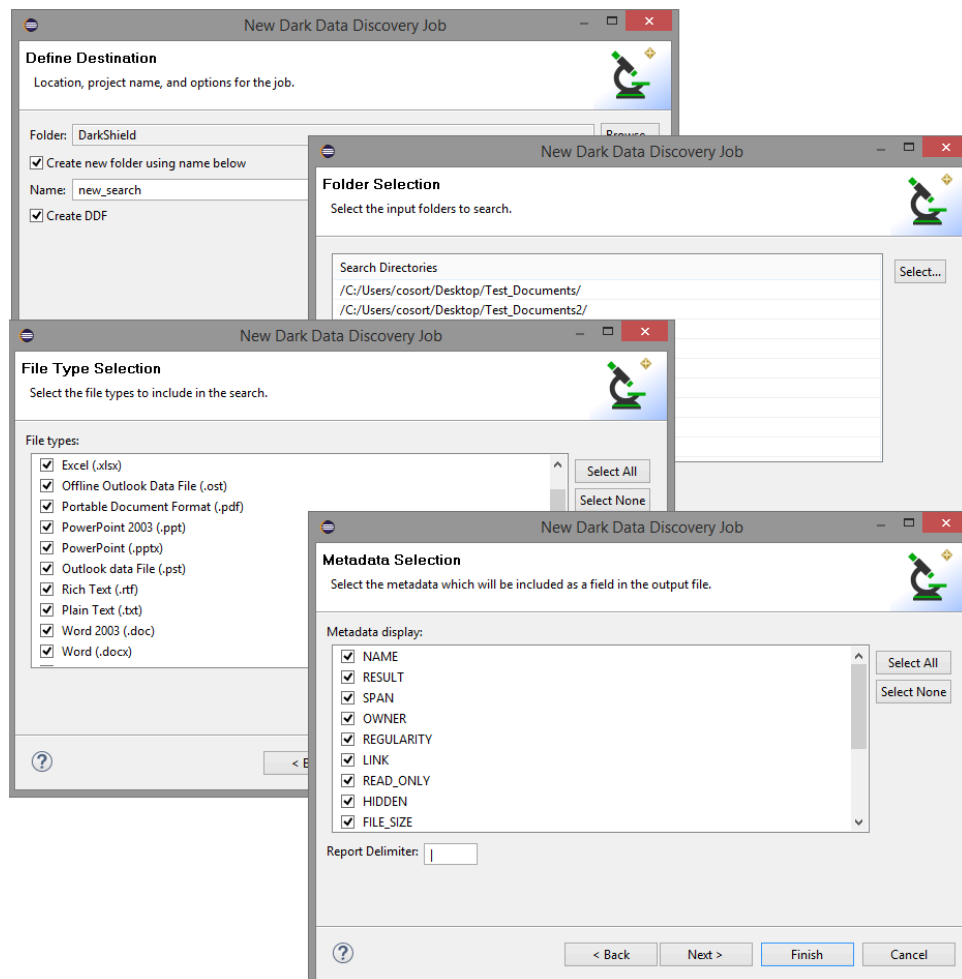 New Dark Data Discovery Job
Define Destination
Location, project name, and options for the job.
Folder: DarkShield
Browse...
Create new folder using name below
Name: new_search
Create DDF
New Dark Data Discovery Job
Folder Selection
Select the input folders to search.
Search Directories
Select...
/C:/Users/cosort/Desktop/Test_Documents/
/C:/Users/cosort/Desktop/Test_Documents2/
New Dark Data Discovery Job
File Type Selection
Select the file types to include in the search.
File types:
Excel (.xlsx)
Select All
Offline Outlook Data File (.ost)
Portable Document Format (.pdf)
Select None
PowerPoint 2003 (.ppt)
PowerPoint (.pptx)
Outlook data File (.pst)
Rich Text (.rtf)
Plain Text (.txt)
Word 2003 (.doc)
Word (.docx)
<
New Dark Data Discovery Job
Metadata Selection
Select the metadata which will be included as a field in the output file.
Metadata display:
NAME
Select All
RESULT
SPAN
Select None
OWNER
REGULARITY
LINK
READ_ONLY
HIDDEN
FILE_SIZE
Report Delimiter: |
< Back Next > Finish Cancel